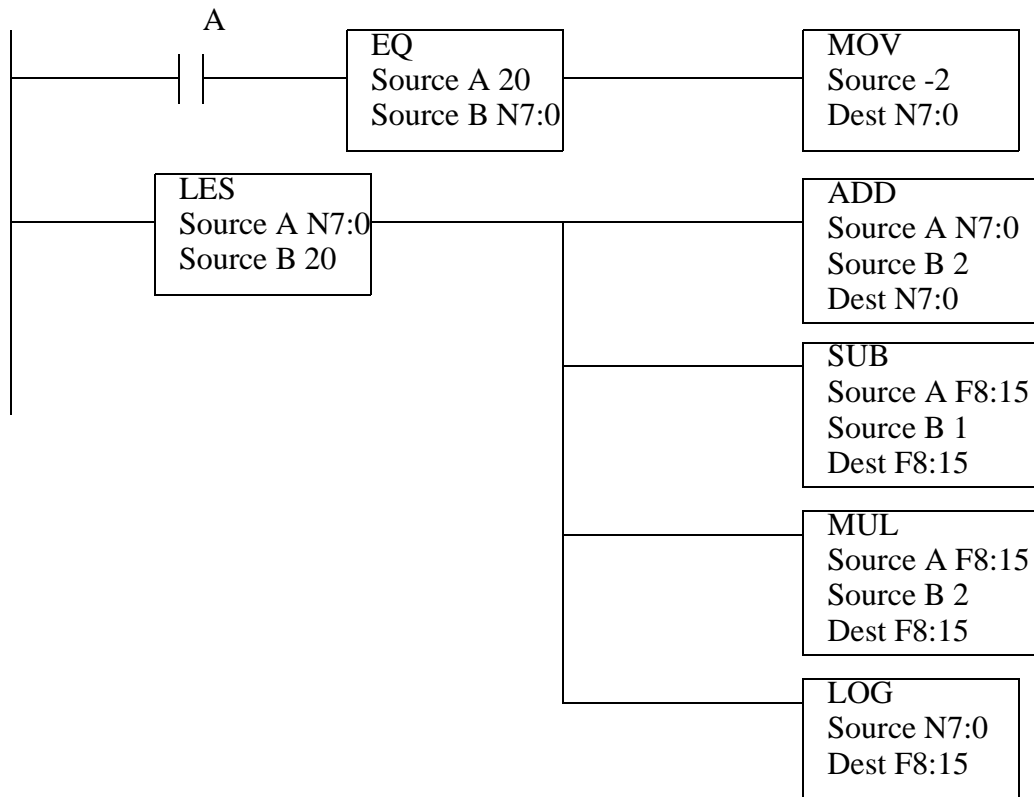 A
EQ
Source A 20
Source B N7:0
MOV
Source -2
Dest N7:0
LES
Source A N7:0
Source B 20
ADD
Source A N7:0
Source B 2
Dest N7:0
SUB
Source A F8:15
Source B 1
Dest F8:15
MUL
Source A F8:15
Source B 2
Dest F8:15
LOG
Source N7:0
Dest F8:15